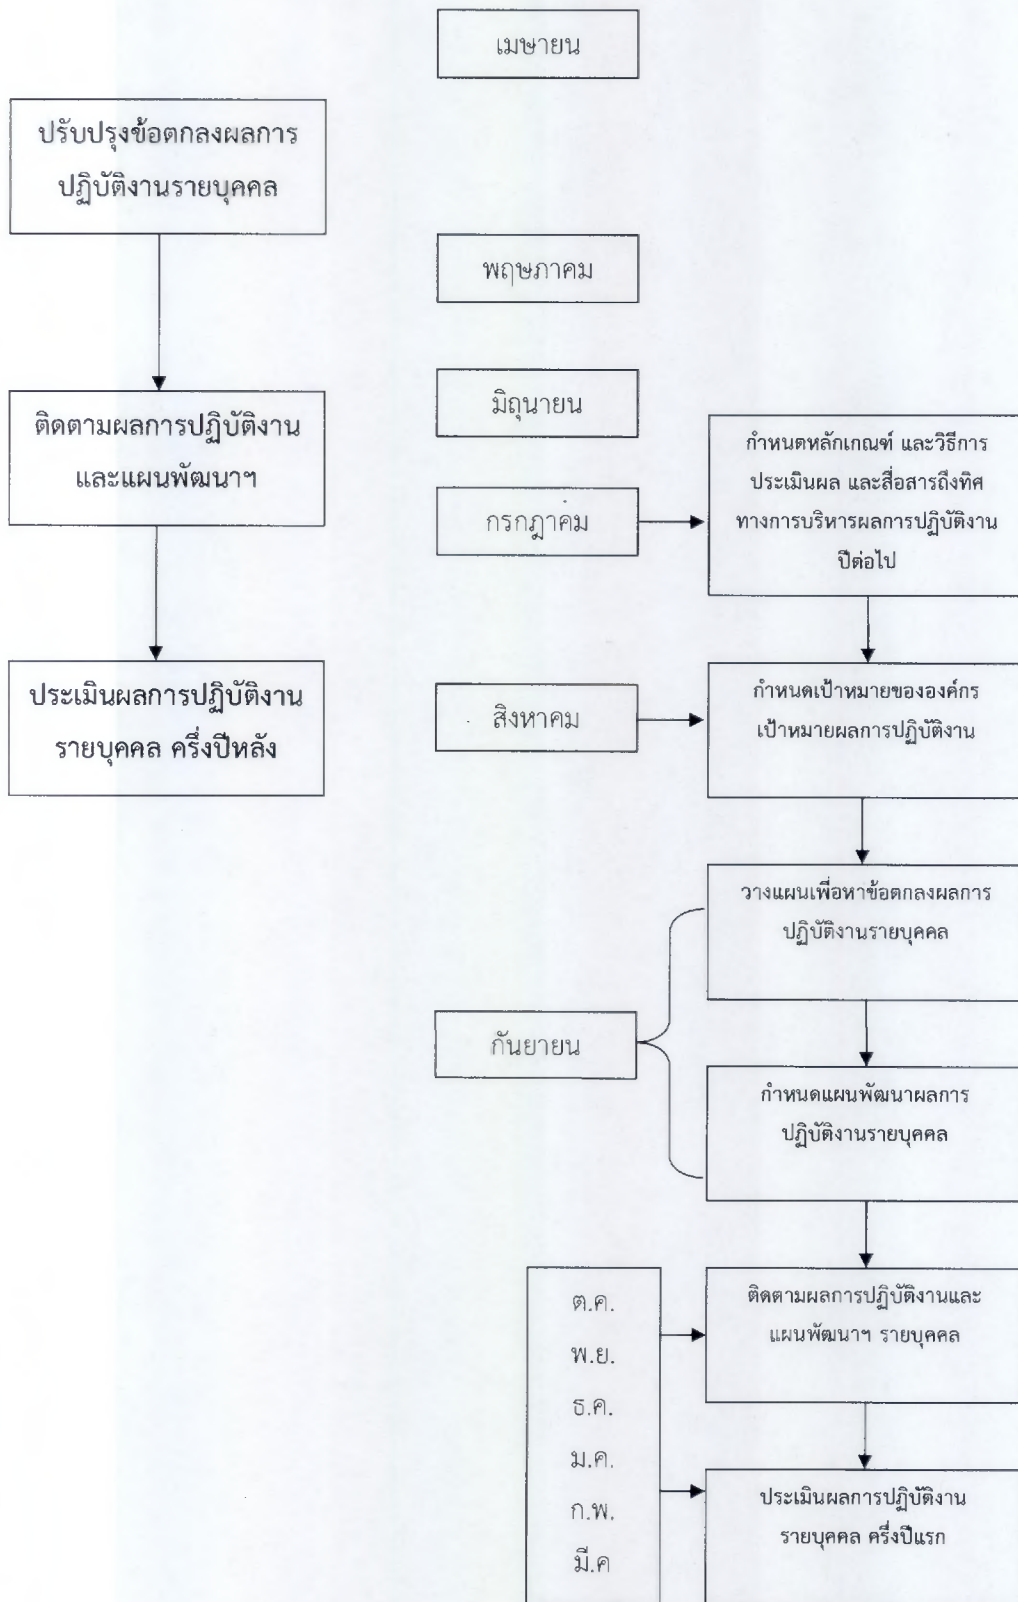 เมษายน
ปรับปรุงข้อตกลงผลการ
ปฏิบัติงานรายบุคคล
พฤษภาคม
มิถุนายน
ติดตามผลการปฏิบัติงาน
และแผนพัฒนาฯ
กรกฎาคม
กำหนดหลักเกณฑ์ และวิธีการ
ประเมินผล และสื่อสารถึงทิศ
ทางการบริหารผลการปฏิบัติงาน
ปีต่อไป
ประเมินผลการปฏิบัติงาน
รายบุคคล ครึ่งปีหลัง
สิงหาคม
กำหนดเป้าหมายขององค์กร
เป้าหมายผลการปฏิบัติงาน
วางแผนเพื่อหาข้อตกลงผลการ
ปฏิบัติงานรายบุคคล
กันยายน
กำหนดแผนพัฒนาผลการ
ปฏิบัติงานรายบุคคล
ต.ค.
พ.ย.
ธ.ค.
ม.ค.
ก.พ.
มี.ค
ติดตามผลการปฏิบัติงานและ
แผนพัฒนาฯ รายบุคคล
ประเมินผลการปฏิบัติงาน
รายบุคคล ครึ่งปีแรก